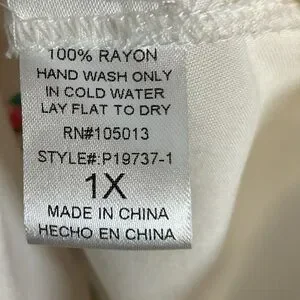 100% RAYON
HAND WASH ONLY
IN COLD WATER
LAY FLAT TO DRY
RN#105013
STYLE#:P19737-1
1X
MADE IN CHINA
HECHO EN CHINA